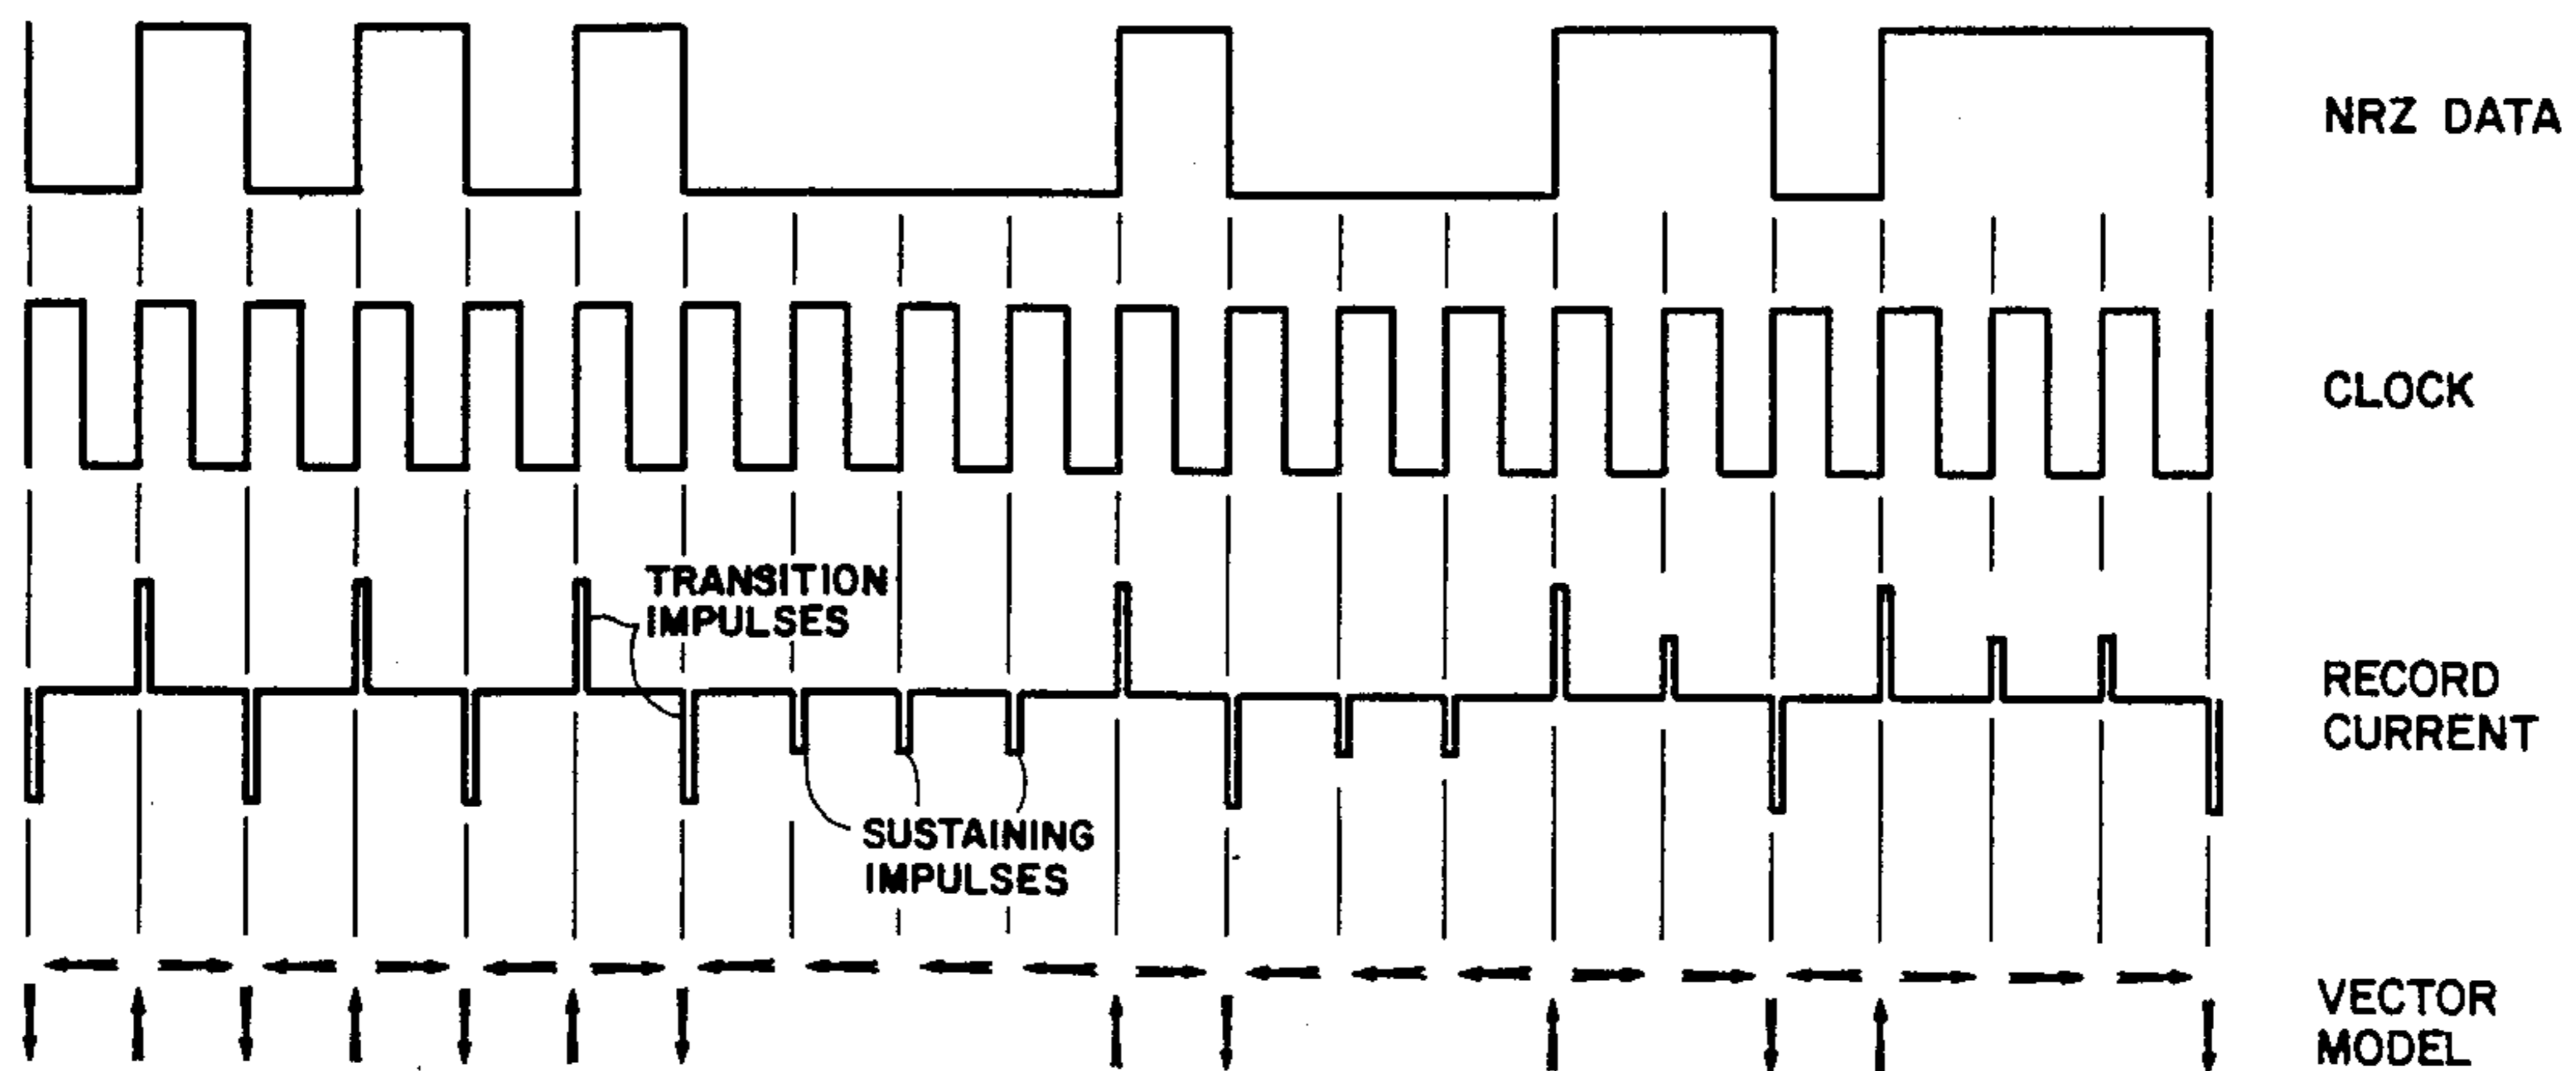 NRZ DATA
CLOCK
TRANSITION
IMPULSES
RECORD
CURRENT
SUSTAINING
IMPULSES
VECTOR
MODEL